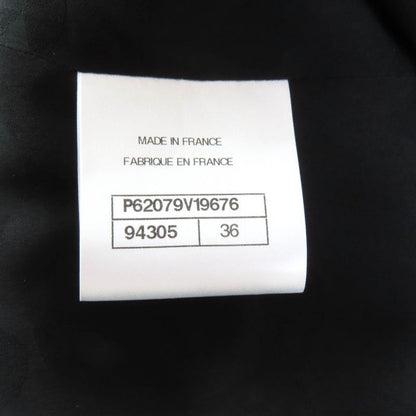 MADE IN FRANCE
FABRIQUE EN FRANCE
P62079V19676
94305 36